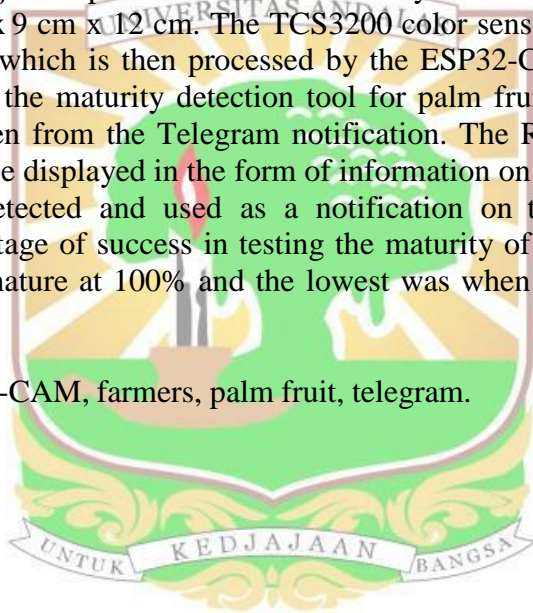 k 9 cm x 12 cm. The TCS3200 color sens
UNIVERSITAS ANDALA
which is then processed by the ESP32-C
the maturity detection tool for palm frui
en from the Telegram notification. The R
e displayed in the form of information on
etected and used as a notification on t
tage of success in testing the maturity of
nature at 100% and the lowest was when
-CAM, farmers, palm fruit, telegram.
UNTUK KEDJAJAAN BANGSA